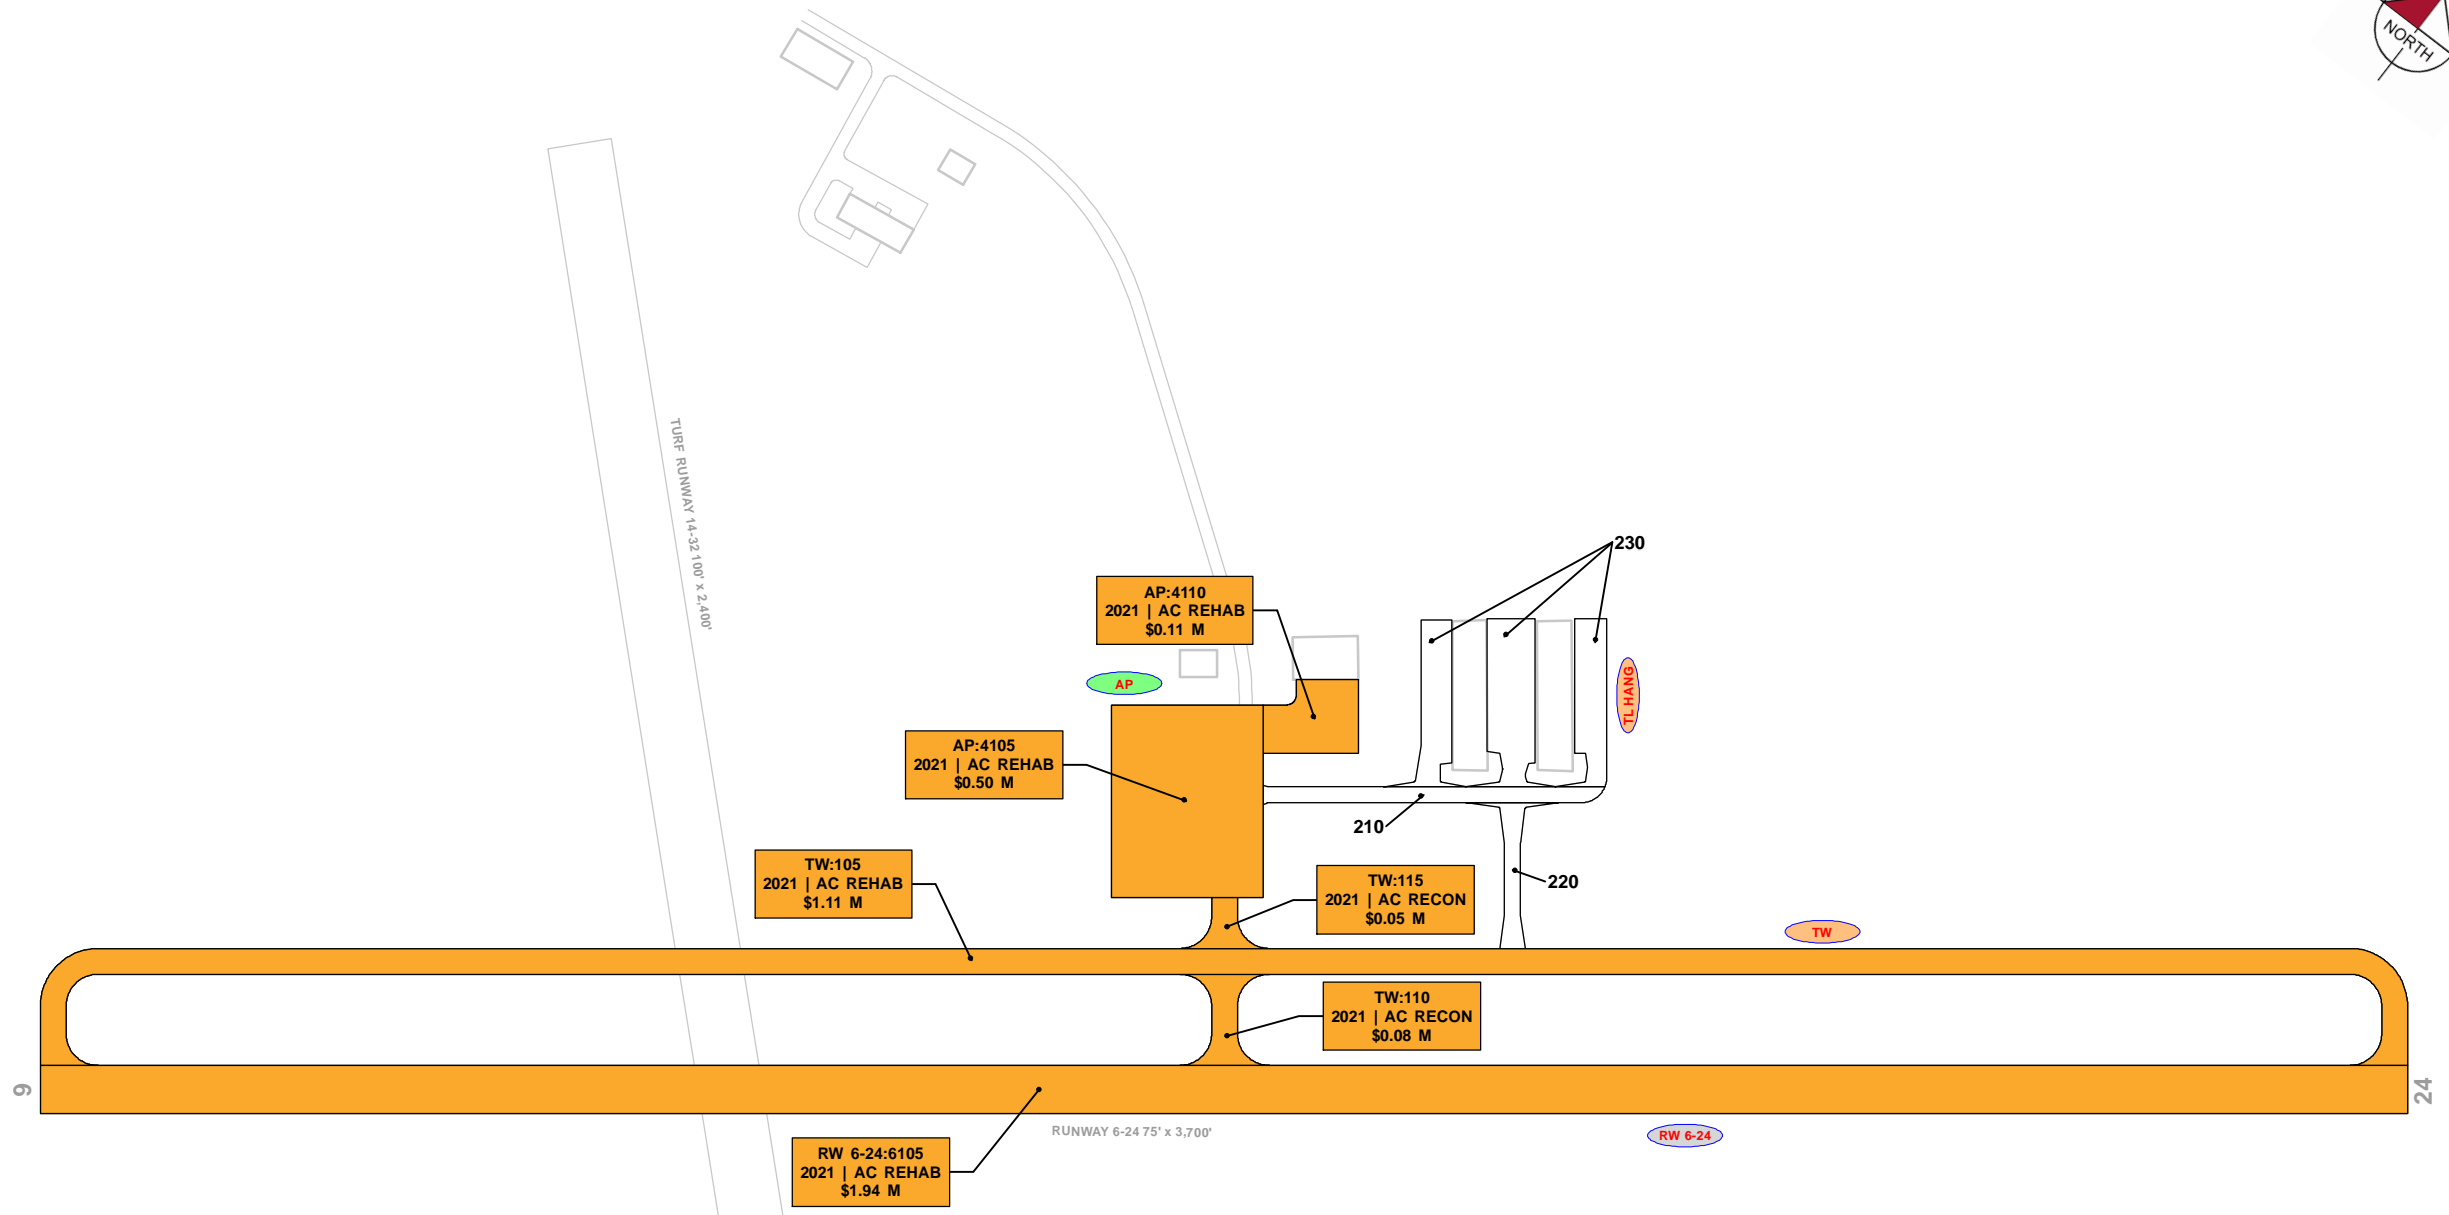 NORTH
TURF RUNWAY 14-32 100' x 2,400'
230
AP:4110
2021 | AC REHAB
$0.11 M
AP
TL HANG
AP:4105
2021 | AC REHAB
$0.50 M
210
TW:105
2021 | AC REHAB
$1.11 M
TW:115
2021 | AC RECON
$0.05 M
220
TW
TW:110
2021 | AC RECON
$0.08 M
6
24
RUNWAY 6-24 75' x 3,700'
RW 6-24
RW 6-24:6105
2021 | AC REHAB
$1.94 M